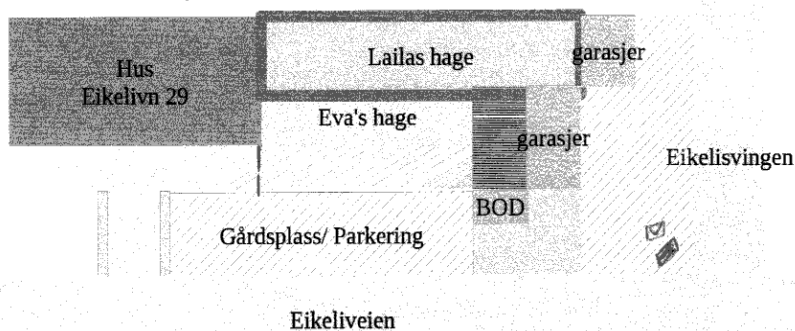 Lailas hage
garasjer
Hus
Eikelivn 29
Eva's hage
garasjer
Eikelisvingen
BOD
Gårdsplass/ Parkering
Eikeliveien